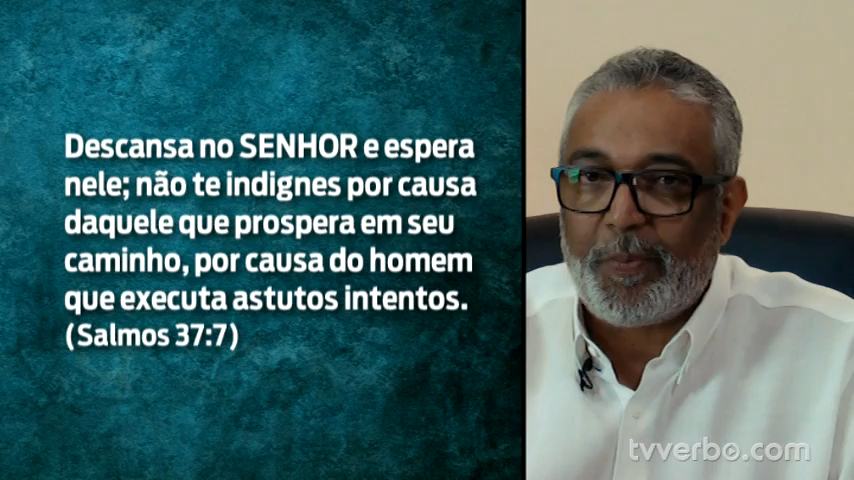 Descansa no SENHOR e espera
nele; não te indignes por causa
daquele que prospera em seu
caminho, por causa do homem
que executa astutos intentos.
(Salmos 37:7)
tvverbo.com